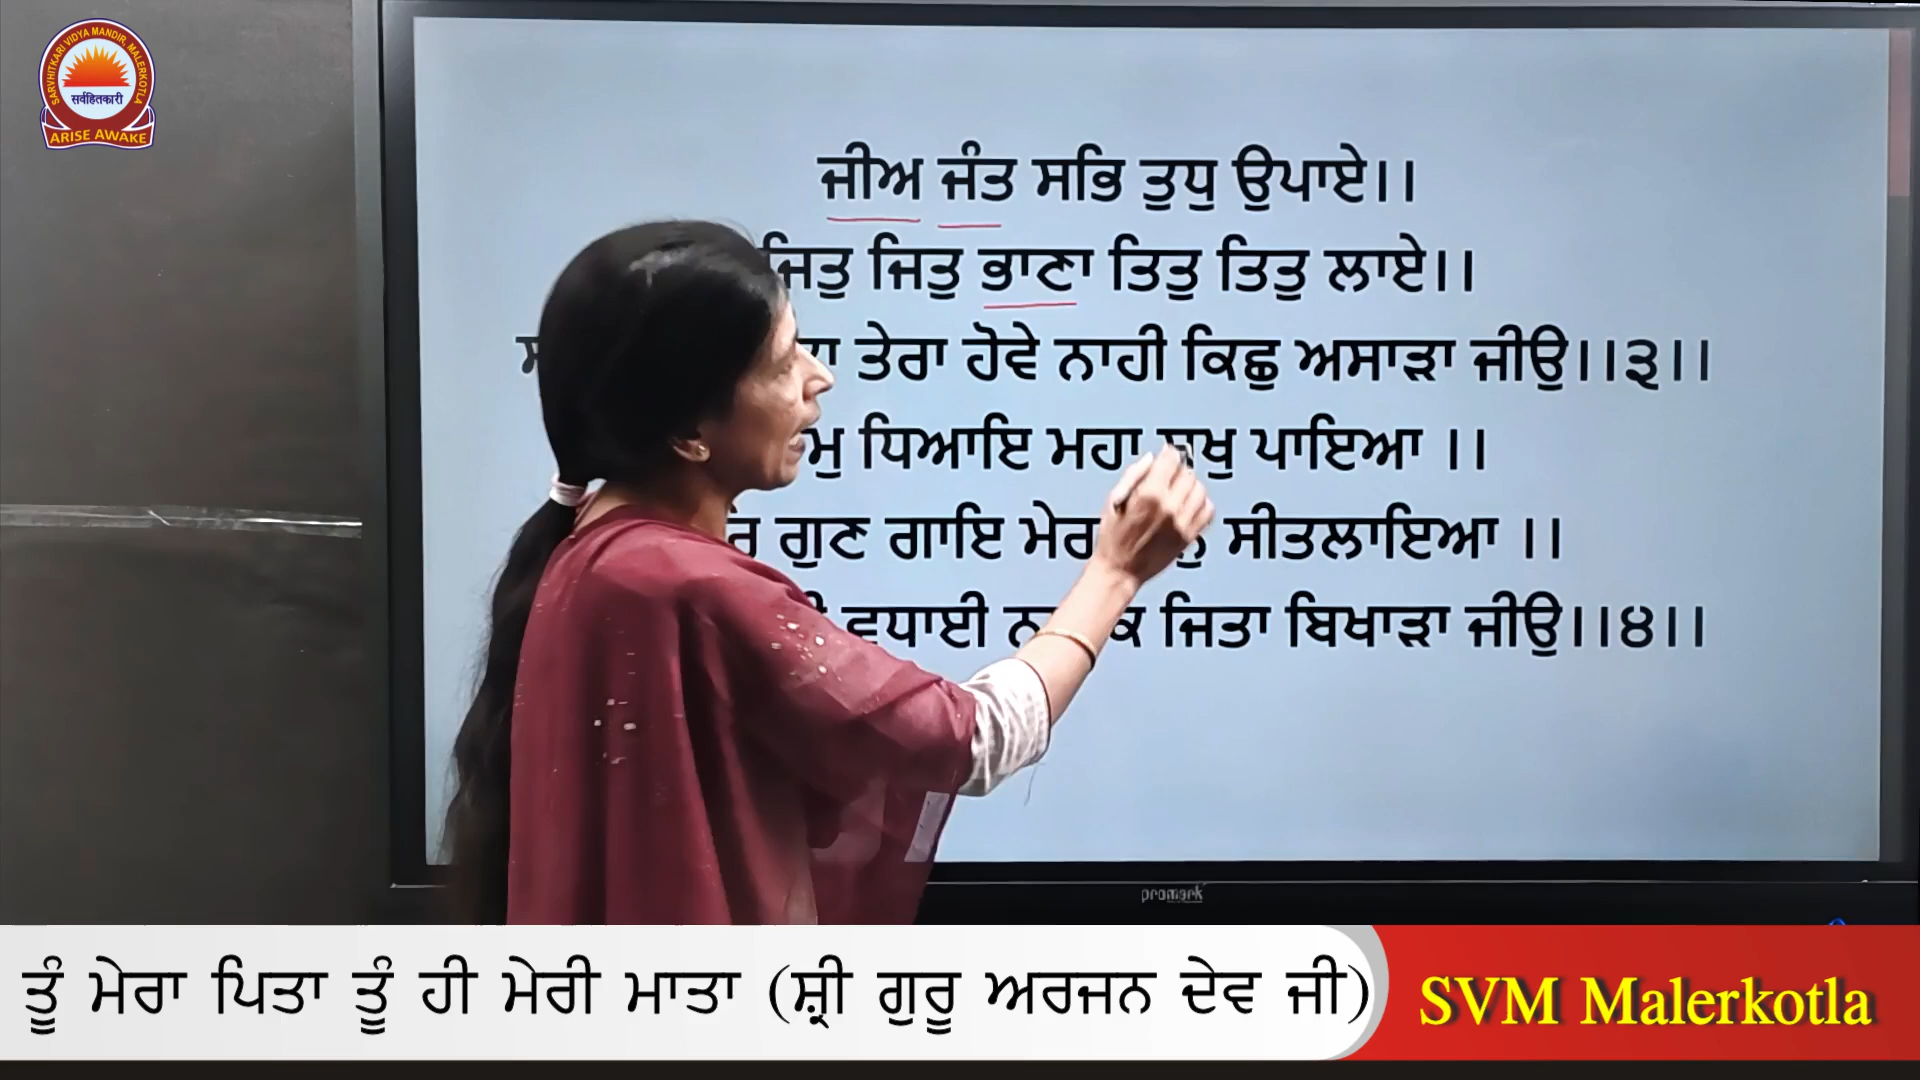 SARVHITKARI VIDYA MANDIR, MALERKOTLA
सर्वहितकारी
ARISE AWAKE
ਜੀਅ ਜੰਤ ਸਭਿ ਤੁਧੁ ਉਪਾਏ।।
ਜਿਤੁ ਜਿਤੁ ਭਾਣਾ ਤਿਤੁ ਤਿਤੁ ਲਾਏ।।
ਤੇਰਾ ਹੋਵੇ ਨਾਹੀ ਕਿਛੁ ਅਸਾੜਾ ਜੀਉ।।੩।।
ਧਿਆਇ ਮਹਾ ਪਾਇਆ ।।
ਗੁਣ ਗਾਇ ਸੀਤਲਾਇਆ ।।
ਵਧਾਈ ਜਿਤਾ ਬਿਖਾੜਾ ਜੀਉ।।੪।।
promark
ਤੂੰ ਮੇਰਾ ਪਿਤਾ ਤੂੰ ਹੀ ਮੇਰੀ ਮਾਤਾ (ਸ਼੍ਰੀ ਗੁਰੂ ਅਰਜਨ ਦੇਵ ਜੀ)
SVM Malerkotla